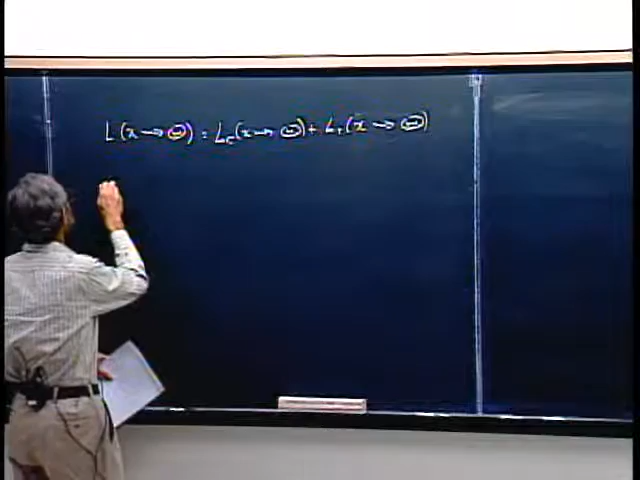 L (x → Θ) = L_e(x → Θ) + L_r(x → Θ)